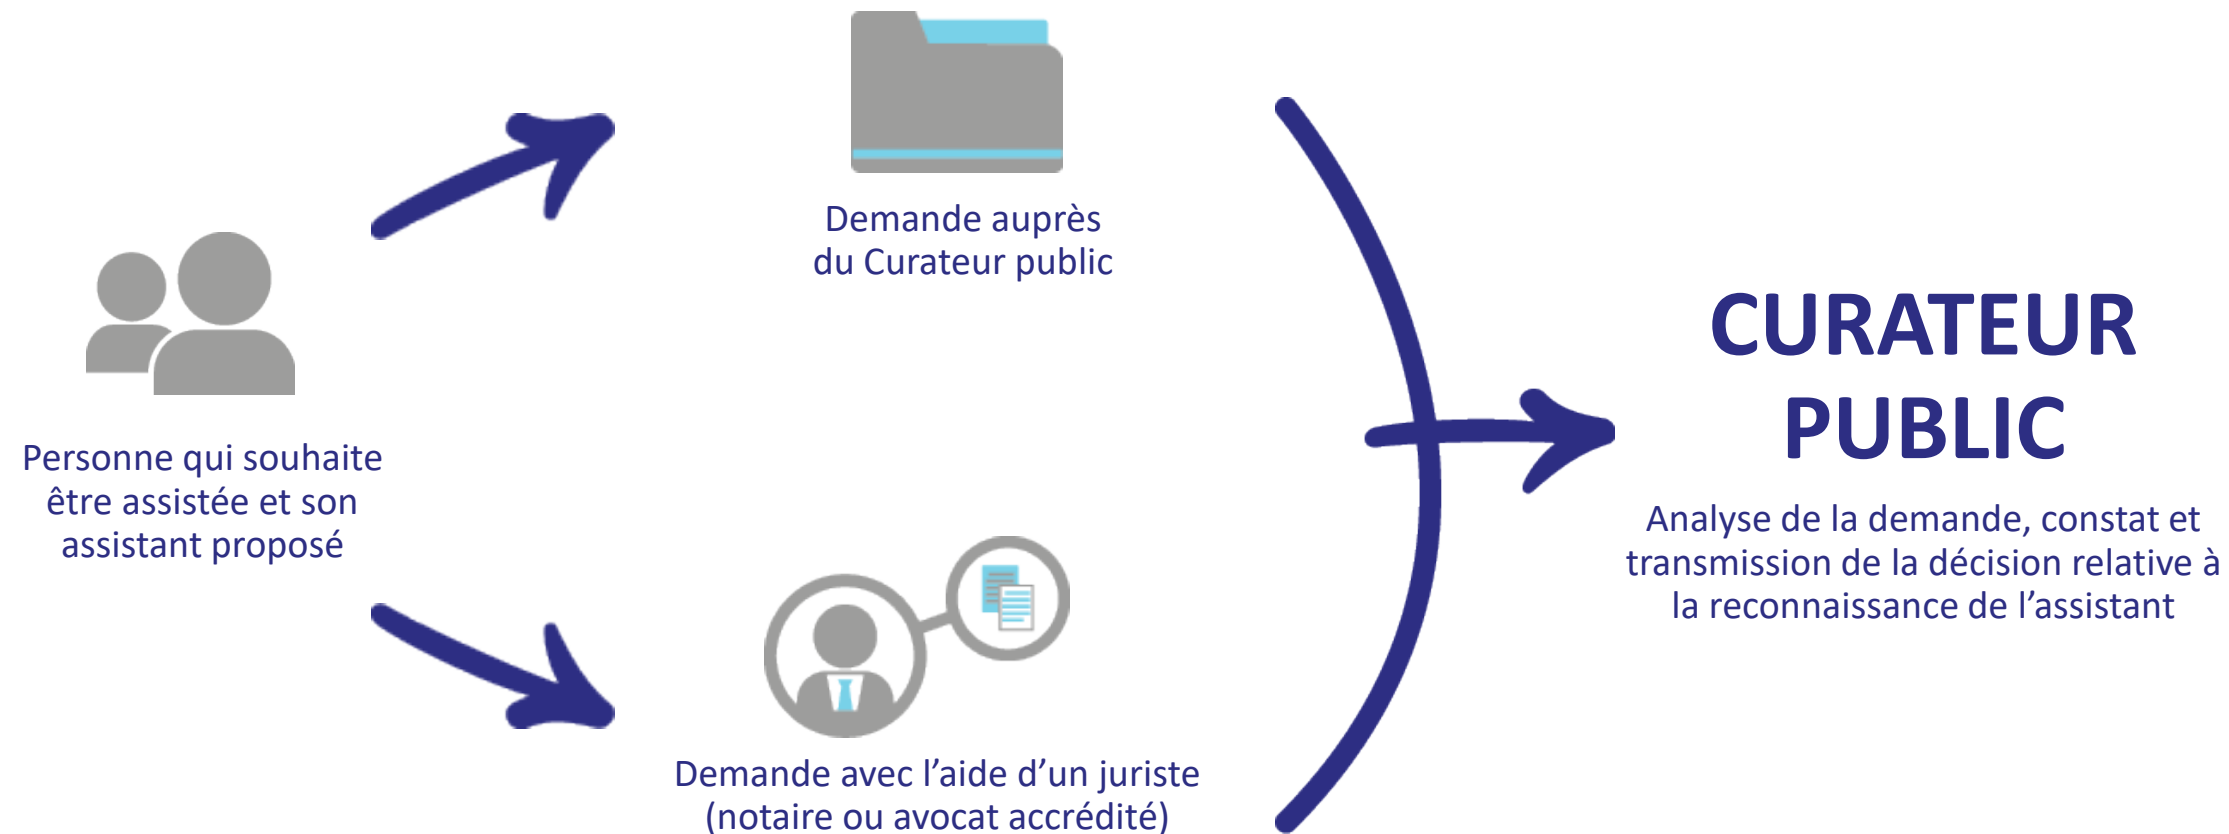 Personne qui souhaite
être assistée et son
assistant proposé
Demande auprès
du Curateur public
Demande avec l’aide d’un juriste
(notaire ou avocat accrédité)
CURATEUR
PUBLIC
Analyse de la demande, constat et
transmission de la décision relative à
la reconnaissance de l’assistant